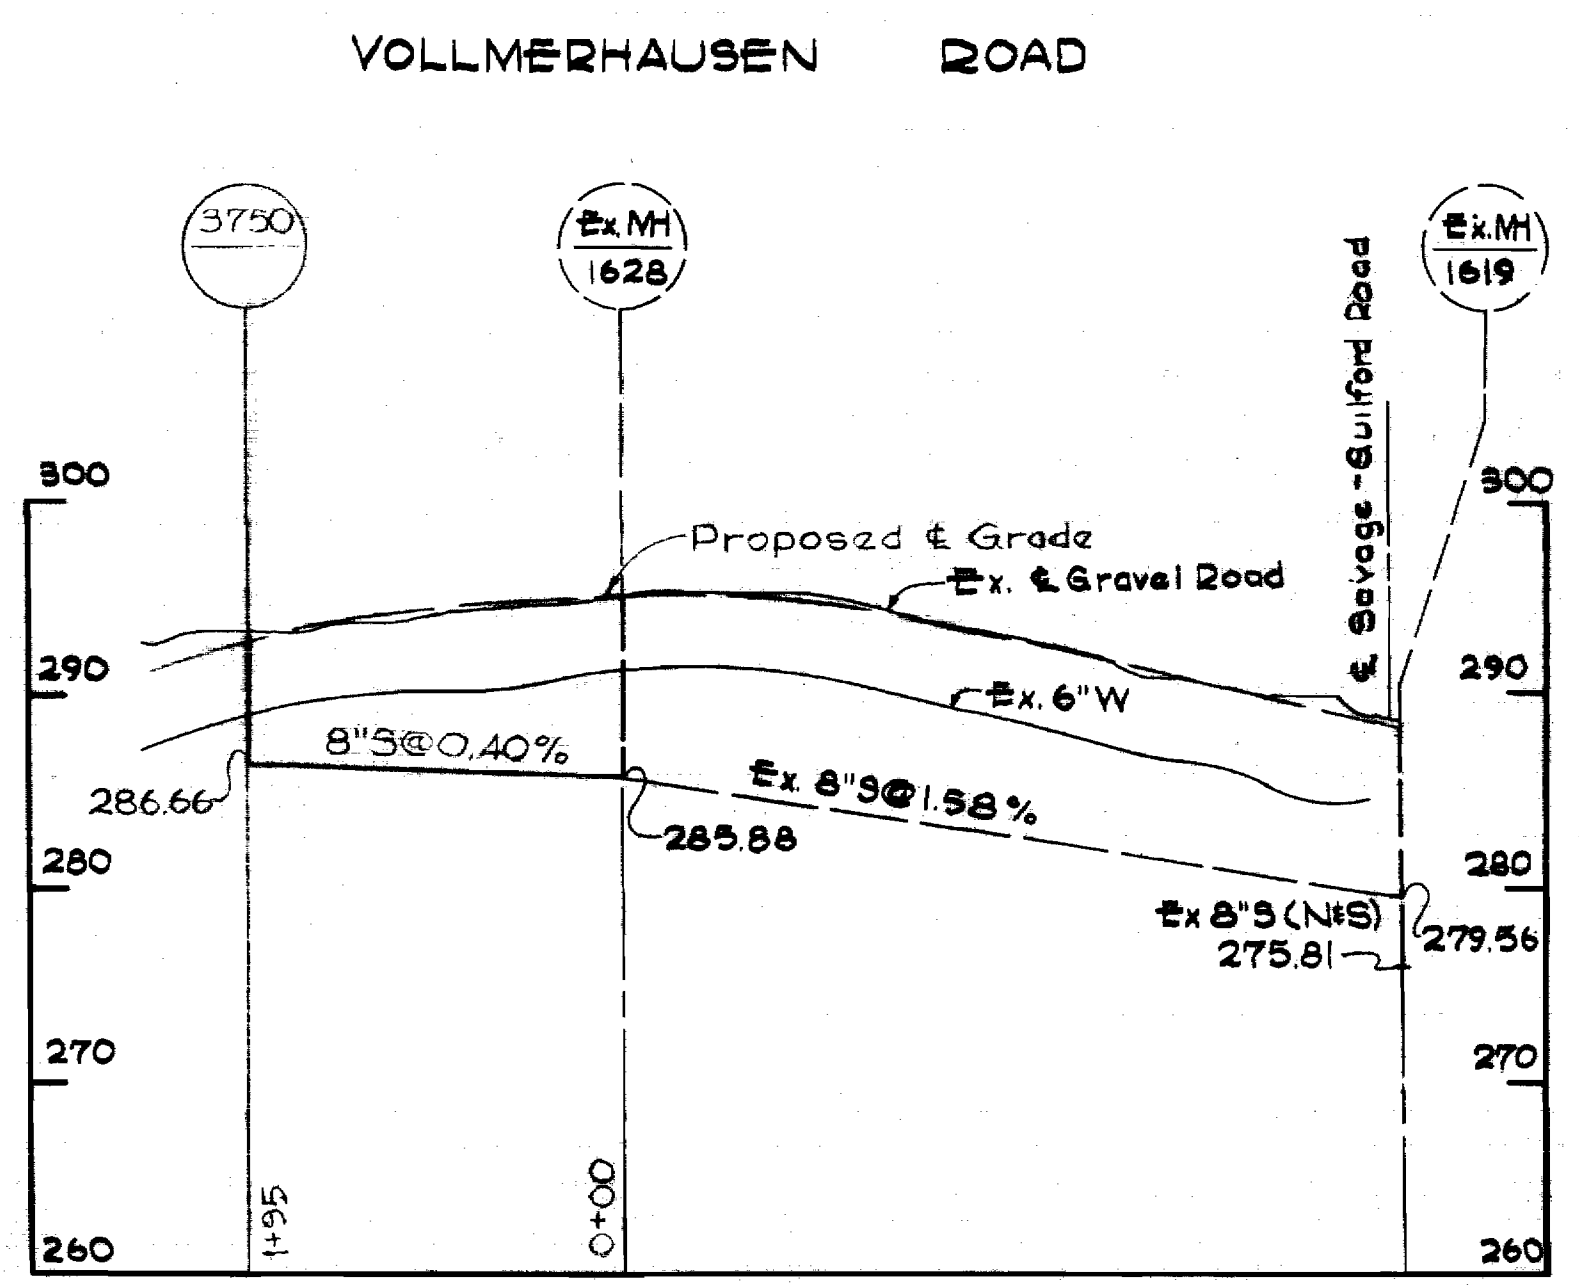 VOLLMERHAUSEN ROAD
3750
Ex. MH
1628
Ex. MH
1619
℄ Savage-Guilford Road
300
300
Proposed ℄ Grade
Ex. ℄ Gravel Road
290
290
Ex. 6"W
8"S@0.40%
286.66
Ex. 8"S@1.58%
285.88
280
280
Ex 8"S (N&S)
275.81
279.56
270
270
1+95
0+00
260
260